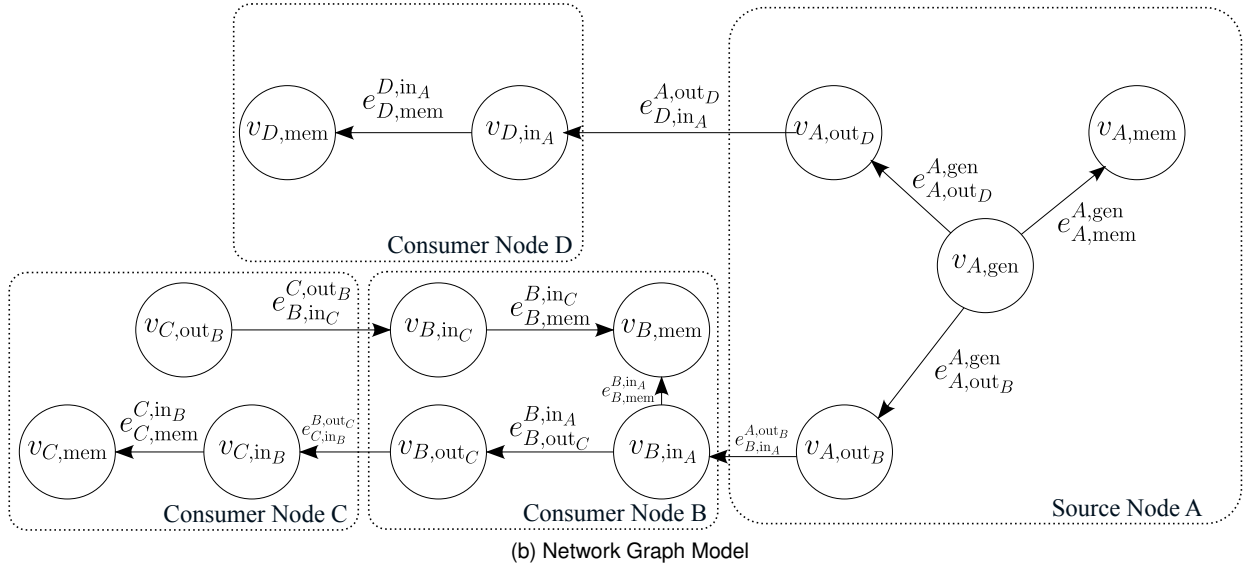 e_{D,mem}^{D,in_A}
e_{D,in_A}^{A,out_D}
v_{D,mem} v_{D,in_A} v_{A,out_D} v_{A,mem}
e_{A,out_D}^{A,gen}
e_{A,mem}^{A,gen}
Consumer Node D
v_{A,gen}
e_{B,in_C}^{C,out_B} e_{B,mem}^{B,in_C}
v_{C,out_B} v_{B,in_C} v_{B,mem}
e_{A,out_B}^{A,gen}
e_{B,mem}^{B,in_A}
e_{C,mem}^{C,in_B} e_{C,in_B}^{B,out_C} e_{B,out_C}^{B,in_A} e_{B,in_A}^{A,out_B}
v_{C,mem} v_{C,in_B} v_{B,out_C} v_{B,in_A} v_{A,out_B}
Consumer Node C Consumer Node B Source Node A
(b) Network Graph Model